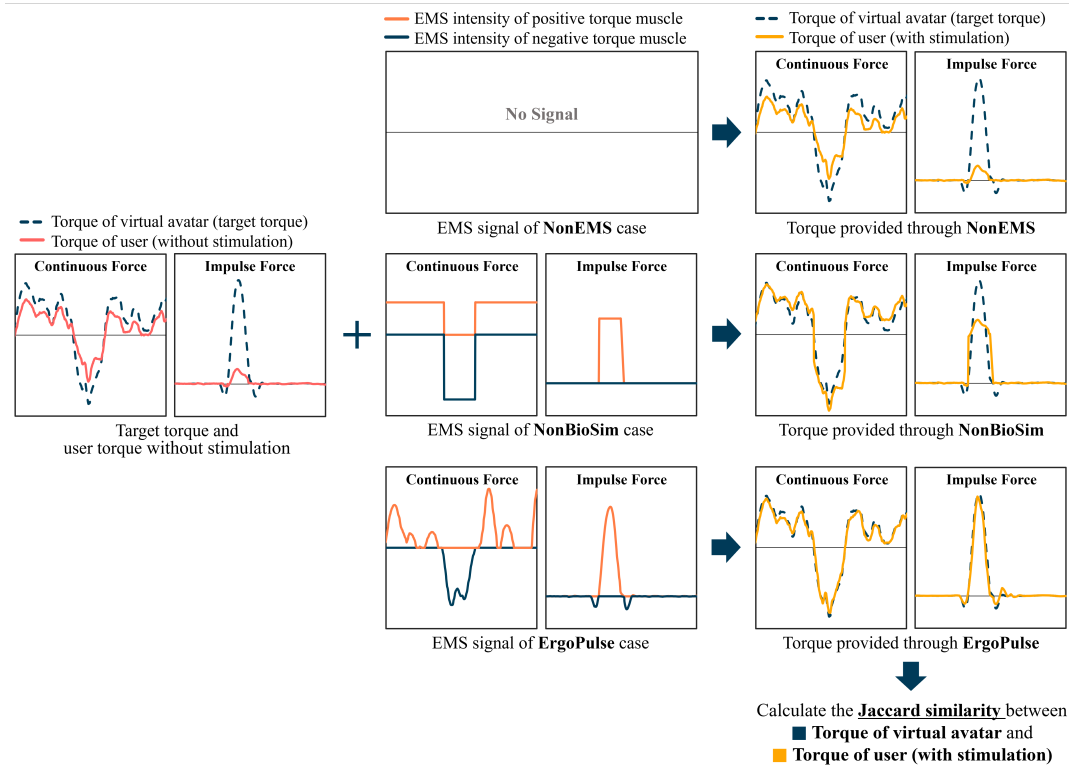 EMS intensity of positive torque muscle
EMS intensity of negative torque muscle
Torque of virtual avatar (target torque)
Torque of user (with stimulation)
No Signal
Continuous Force
Impulse Force
EMS signal of NonEMS case
Torque provided through NonEMS
Torque of virtual avatar (target torque)
Torque of user (without stimulation)
Continuous Force
Impulse Force
Continuous Force
Impulse Force
Continuous Force
Impulse Force
Target torque and
user torque without stimulation
EMS signal of NonBioSim case
Torque provided through NonBioSim
Continuous Force
Impulse Force
Continuous Force
Impulse Force
EMS signal of ErgoPulse case
Torque provided through ErgoPulse
Calculate the Jaccard similarity between
Torque of virtual avatar and
Torque of user (with stimulation)